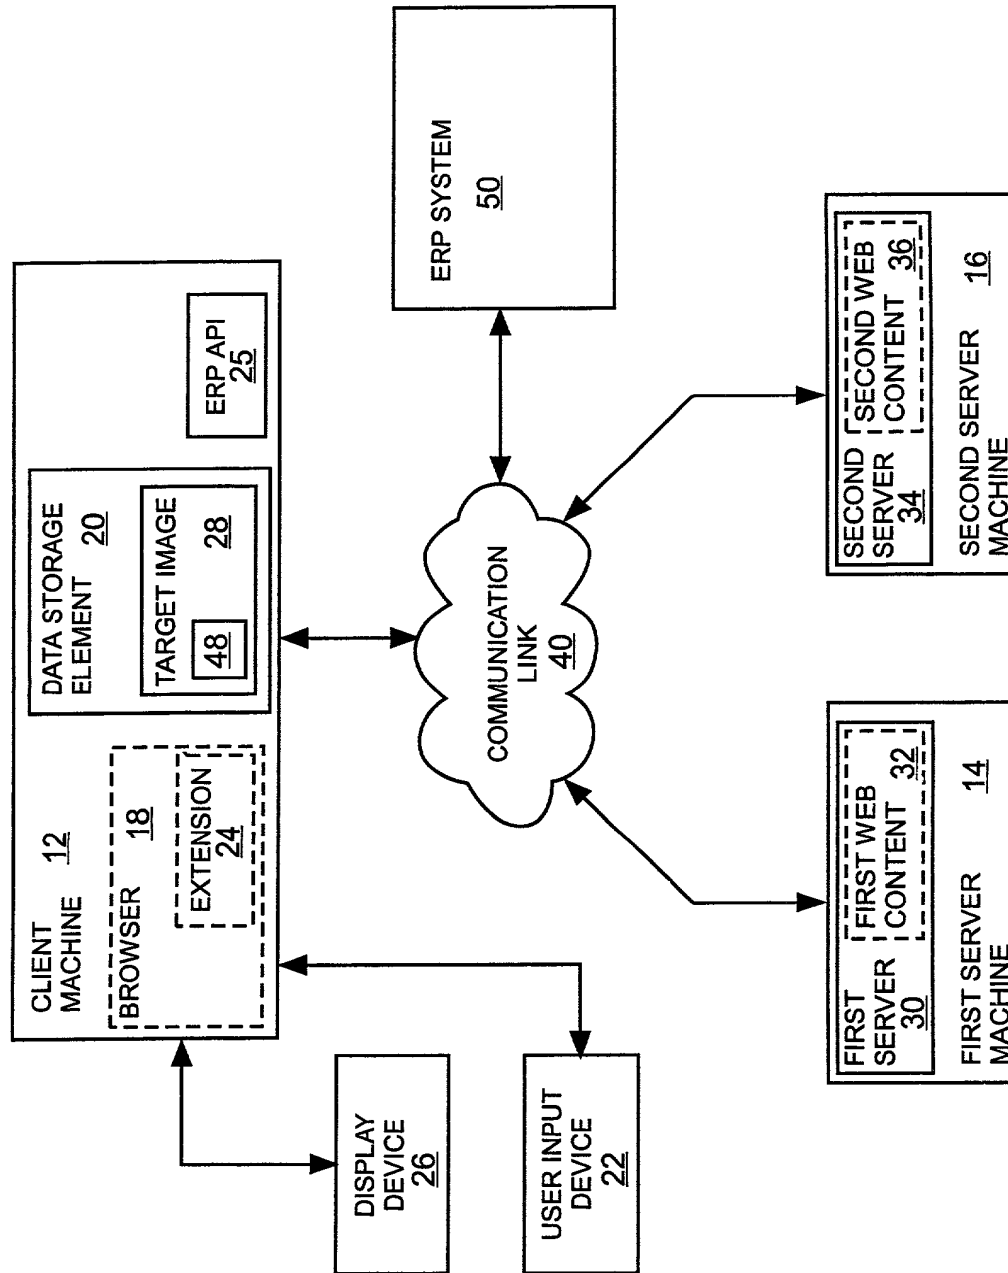 CLIENT
MACHINE 12
BROWSER 18
EXTENSION
24
DATA STORAGE
ELEMENT 20
TARGET IMAGE
48 28
ERP API
25
DISPLAY
DEVICE
26
USER INPUT
DEVICE
22
COMMUNICATION
LINK
40
ERP SYSTEM
50
FIRST
SERVER
30
FIRST WEB
CONTENT 32
FIRST SERVER
MACHINE 14
SECOND
SERVER
34
SECOND WEB
CONTENT 36
SECOND SERVER
MACHINE 16